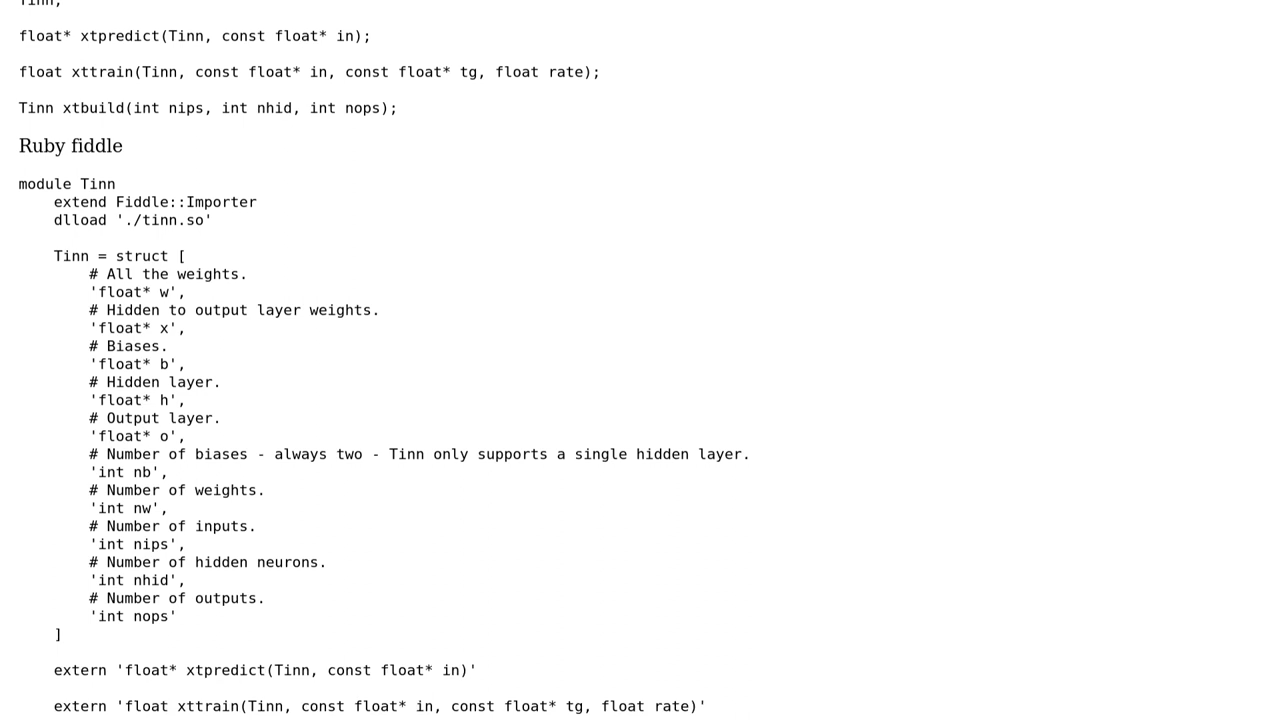 Tinn;
float* xtpredict(Tinn, const float* in);
float xttrain(Tinn, const float* in, const float* tg, float rate);
Tinn xtbuild(int nips, int nhid, int nops);
Ruby fiddle
module Tinn
    extend Fiddle::Importer
    dlload './tinn.so'
    Tinn = struct [
        # All the weights.
        'float* w',
        # Hidden to output layer weights.
        'float* x',
        # Biases.
        'float* b',
        # Hidden layer.
        'float* h',
        # Output layer.
        'float* o',
        # Number of biases - always two - Tinn only supports a single hidden layer.
        'int nb',
        # Number of weights.
        'int nw',
        # Number of inputs.
        'int nips',
        # Number of hidden neurons.
        'int nhid',
        # Number of outputs.
        'int nops'
    ]
    extern 'float* xtpredict(Tinn, const float* in)'
    extern 'float xttrain(Tinn, const float* in, const float* tg, float rate)'